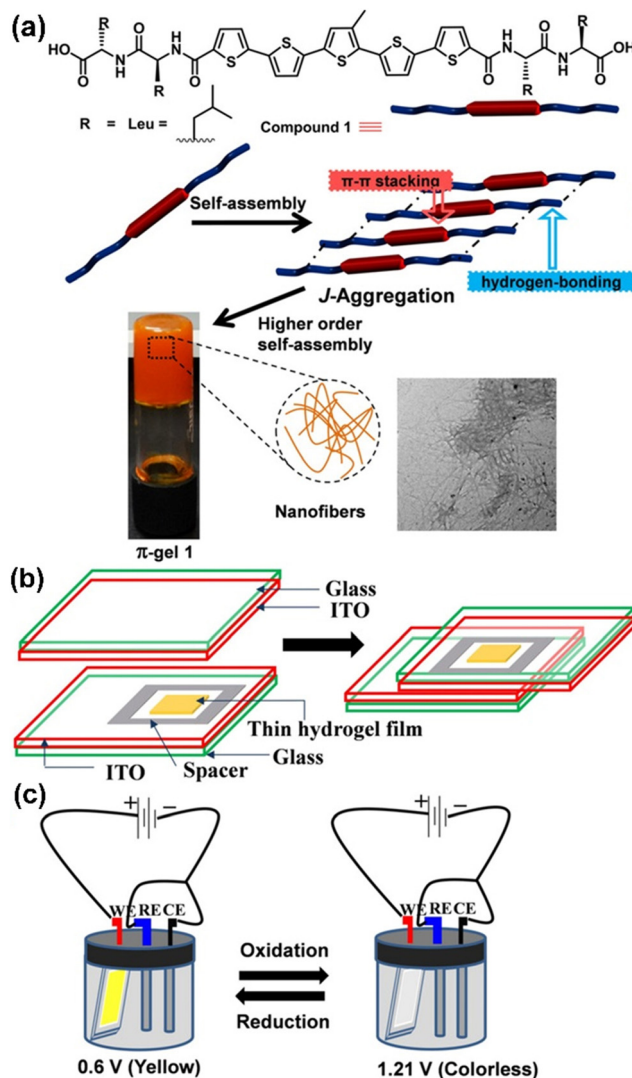 (a)
R O R
HO N H O N H O S S S S S O H N O R H N O OH
R = Leu =
Compound 1
π-π stacking
Self-assembly
hydrogen-bonding
J-Aggregation
Higher order
self-assembly
Nanofibers
π-gel 1
(b)
Glass
ITO
Thin hydrogel film
ITO
Spacer
Glass
(c)
+ −
+ −
WE RE CE
WE RE CE
Oxidation
Reduction
0.6 V (Yellow)
1.21 V (Colorless)